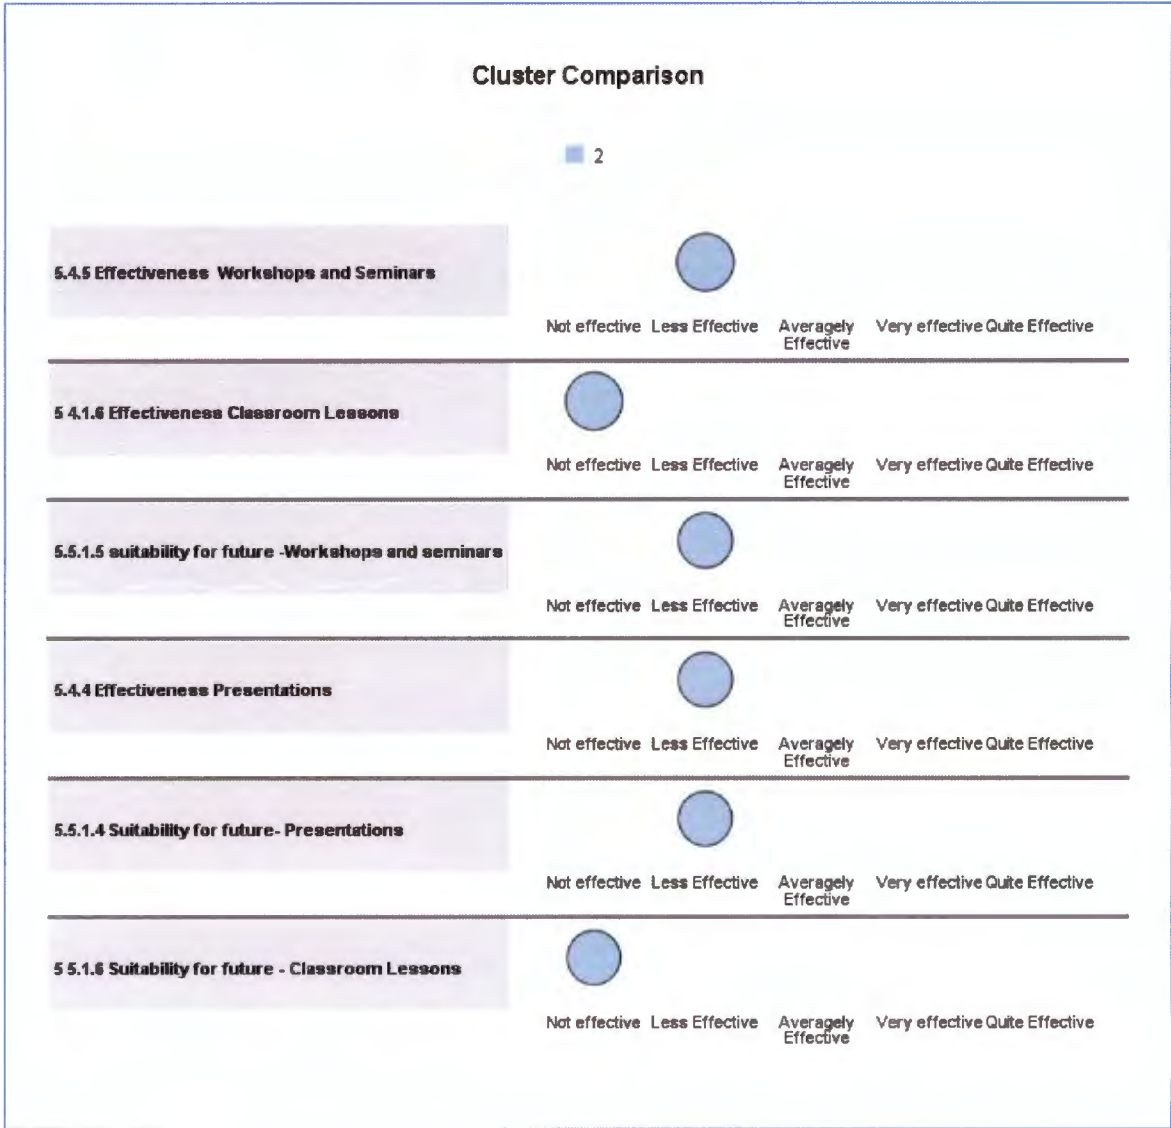 Cluster Comparison
2
5.4.5 Effectiveness Workshops and Seminars
Not effective Less Effective Averagely Effective Very effective Quite Effective
5 4.1.6 Effectiveness Classroom Lessons
Not effective Less Effective Averagely Effective Very effective Quite Effective
5.5.1.5 suitability for future -Workshops and seminars
Not effective Less Effective Averagely Effective Very effective Quite Effective
5.4.4 Effectiveness Presentations
Not effective Less Effective Averagely Effective Very effective Quite Effective
5.5.1.4 Suitability for future- Presentations
Not effective Less Effective Averagely Effective Very effective Quite Effective
5 5.1.6 Suitability for future - Classroom Lessons
Not effective Less Effective Averagely Effective Very effective Quite Effective